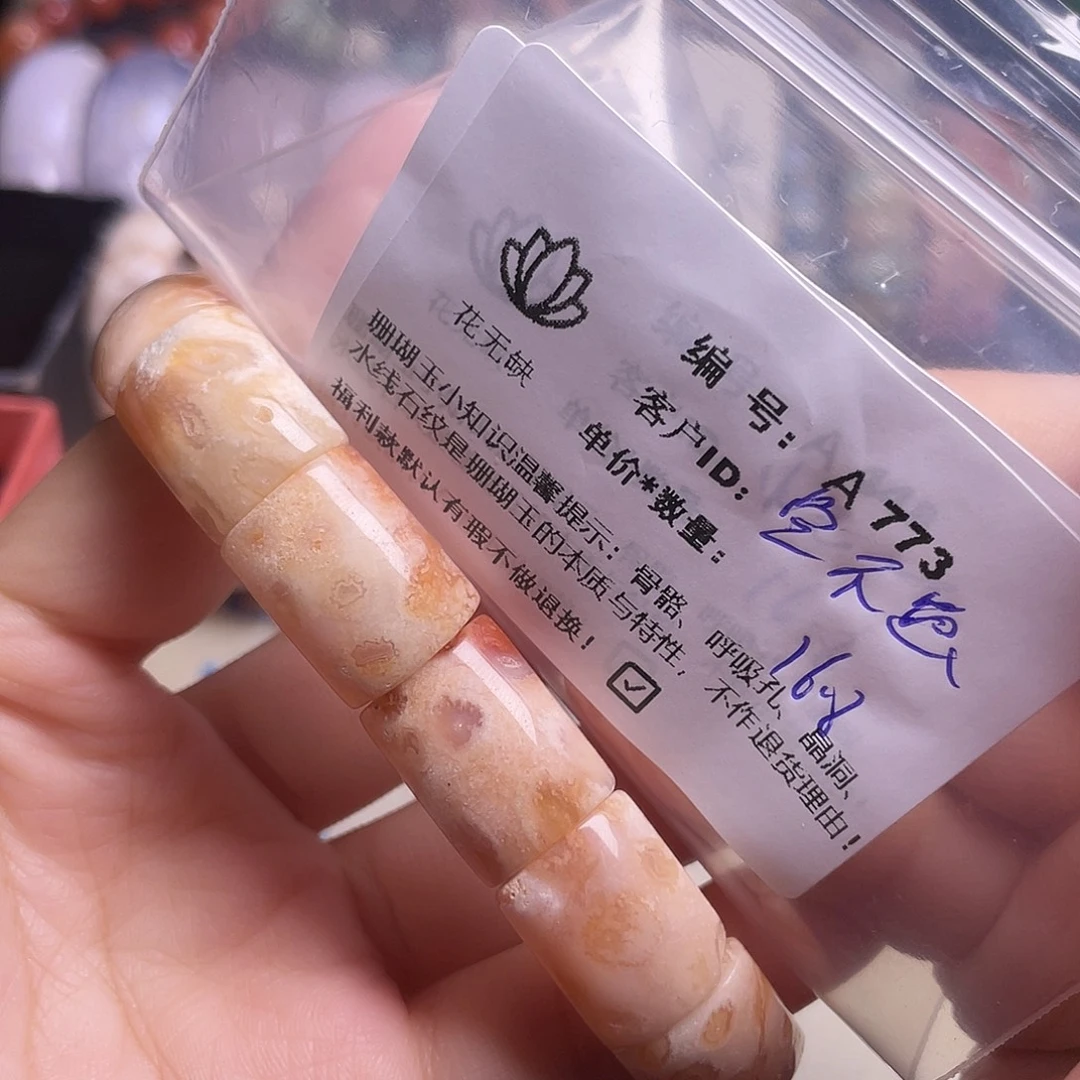 花无缺
编 号: A773
客户ID:
单价*数量:
珊瑚玉小知识温馨提示：骨骼、呼吸孔、晶洞、
水线石纹是珊瑚玉的本质与特性，不作退货理由！
福利款默认有瑕不做退换！